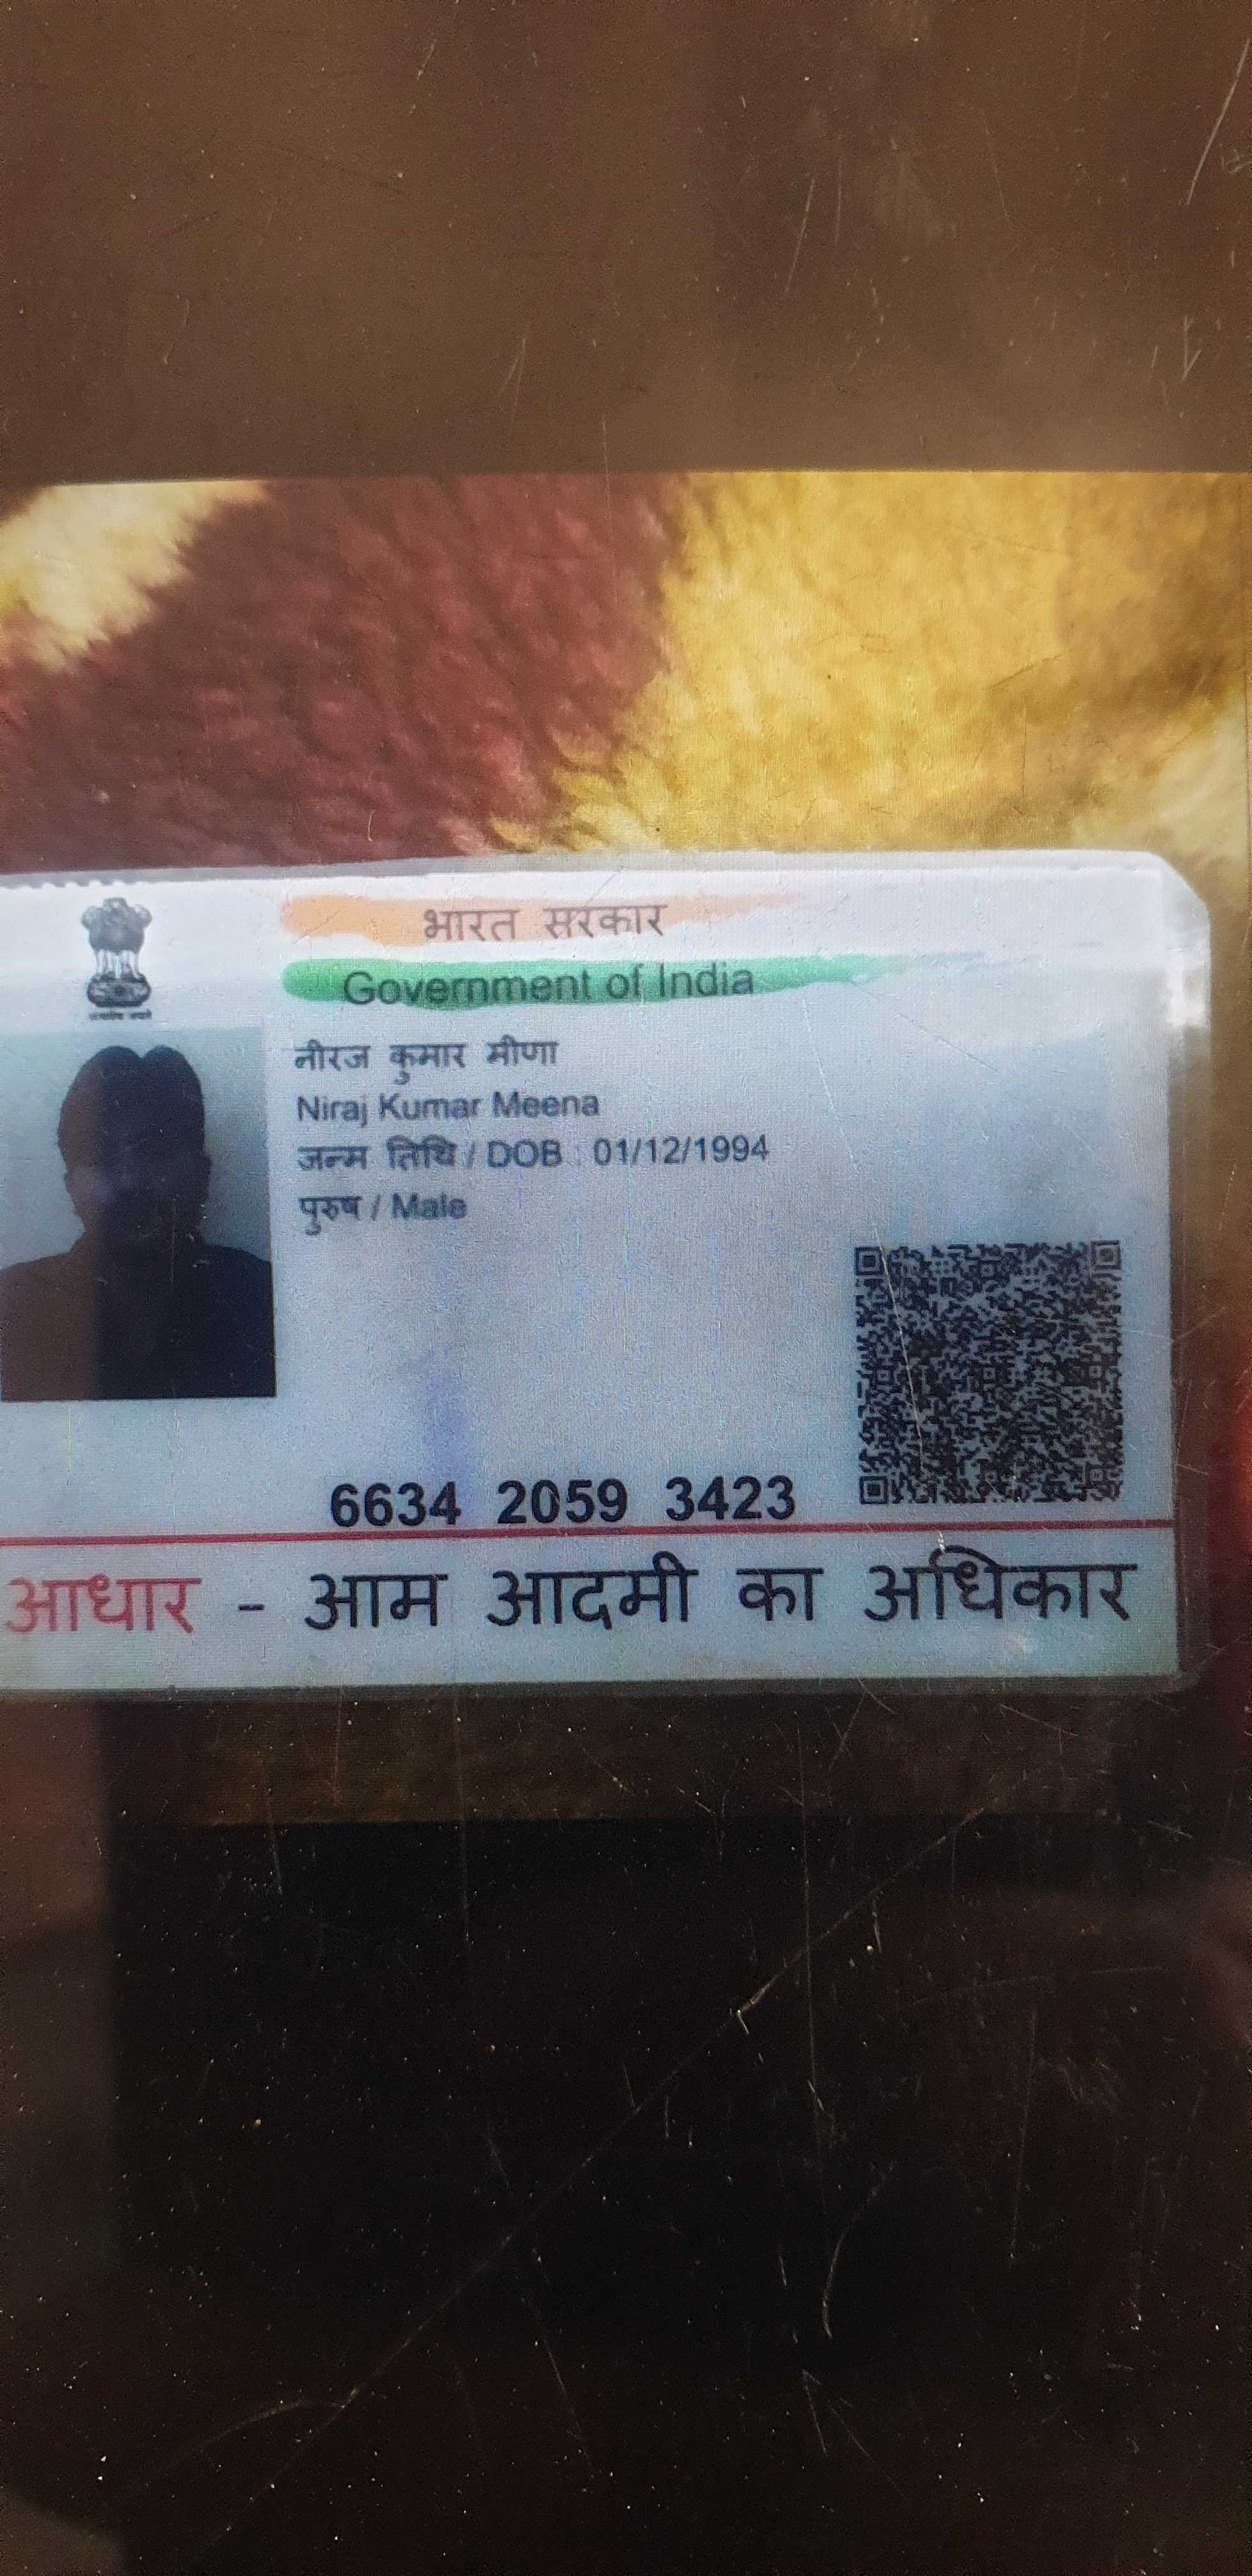 भारत सरकार
Government of India
नीरज कुमार मीणा
Niraj Kumar Meena
जन्म तिथि / DOB : 01/12/1994
पुरुष / Male
6634 2059 3423
आधार - आम आदमी का अधिकार